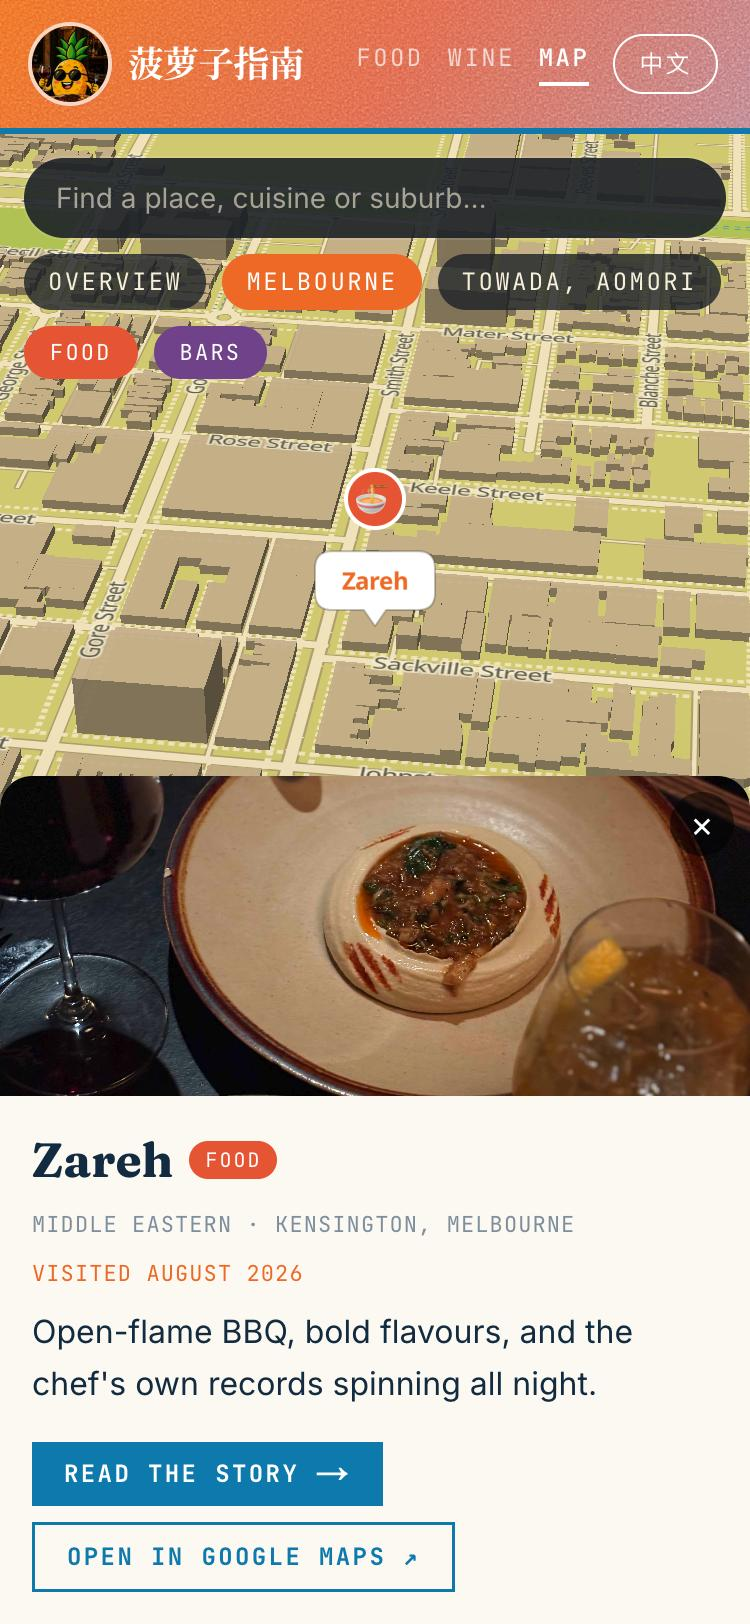 菠萝子指南
FOOD WINE MAP 中文
Find a place, cuisine or suburb...
OVERVIEW MELBOURNE TOWADA, AOMORI
FOOD BARS
Mater Street
Smith Street
Blanche Street
Rose Street
Keele Street
Zareh
Gore Street
Sackville Street
Zareh FOOD
MIDDLE EASTERN · KENSINGTON, MELBOURNE
VISITED AUGUST 2026
Open-flame BBQ, bold flavours, and the
chef's own records spinning all night.
READ THE STORY →
OPEN IN GOOGLE MAPS ↗